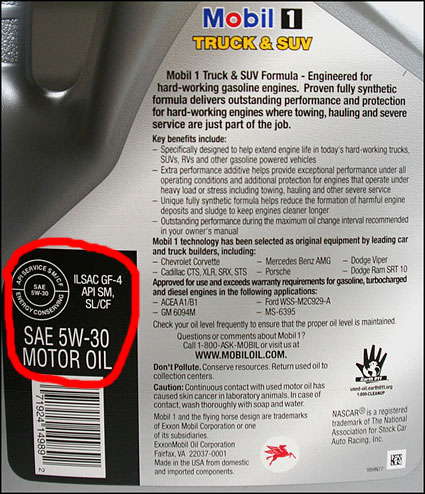 Mobil 1
TRUCK & SUV
Mobil 1 Truck & SUV Formula - Engineered for
hard-working gasoline engines. Proven fully synthetic
formula delivers outstanding performance and protection
for hard-working engines where towing, hauling and severe
service are just part of the job.
Key benefits include:
– Specifically designed to help extend engine life in today's hard-working trucks,
SUVs, RVs and other gasoline powered vehicles
– Extra performance additive helps provide exceptional performance under all
operating conditions and additional protection for engines that operate under
heavy load or stress including towing, hauling and other severe service
– Unique fully synthetic formula helps reduce the formation of harmful engine
deposits and sludge to keep engines cleaner longer
– Outstanding performance during the maximum oil change interval recommended
in your owner's manual
Mobil 1 technology has been selected as original equipment by leading car
and truck builders, including:
– Chevrolet Corvette – Mercedes Benz AMG – Dodge Viper
– Cadillac CTS, XLR, SRX, STS – Porsche – Dodge Ram SRT 10
Approved for use and exceeds warranty requirements for gasoline, turbocharged
and diesel engines in the following applications:
– ACEA A1/B1 – Ford WSS-M2C929-A
– GM 6094M – MS-6395
Check your oil level frequently to ensure that the proper oil level is maintained.
Questions or comments about Mobil 1?
Call 1-800-ASK-MOBIL or visit us at
WWW.MOBILOIL.COM
Don't Pollute. Conserve resources. Return used oil to
collection centers.
Caution: Continuous contact with used motor oil has
caused skin cancer in laboratory animals. In case of
contact, wash thoroughly with soap and water.
Mobil 1 and the flying horse design are trademarks
of Exxon Mobil Corporation or one
of its subsidiaries.
ExxonMobil Oil Corporation
Fairfax, VA 22037-0001
Made in the USA from domestic
and imported components.
used-oil.earth911.org
1-800-CLEANUP
NASCAR® is a registered
trademark of The National
Association for Stock Car
Auto Racing, Inc.
API SERVICE SM/CF
SAE
5W-30
ENERGY CONSERVING
ILSAC GF-4
API SM,
SL/CF
SAE 5W-30
MOTOR OIL